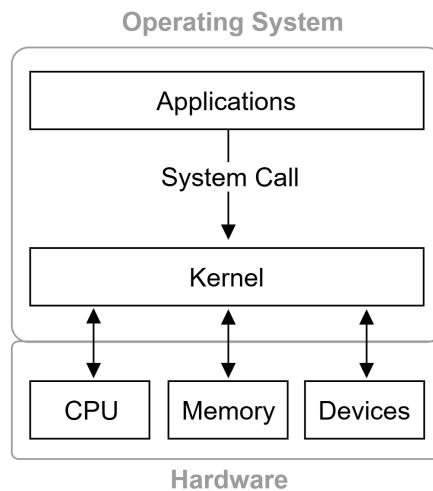 Operating System
Applications
System Call
Kernel
CPU Memory Devices
Hardware